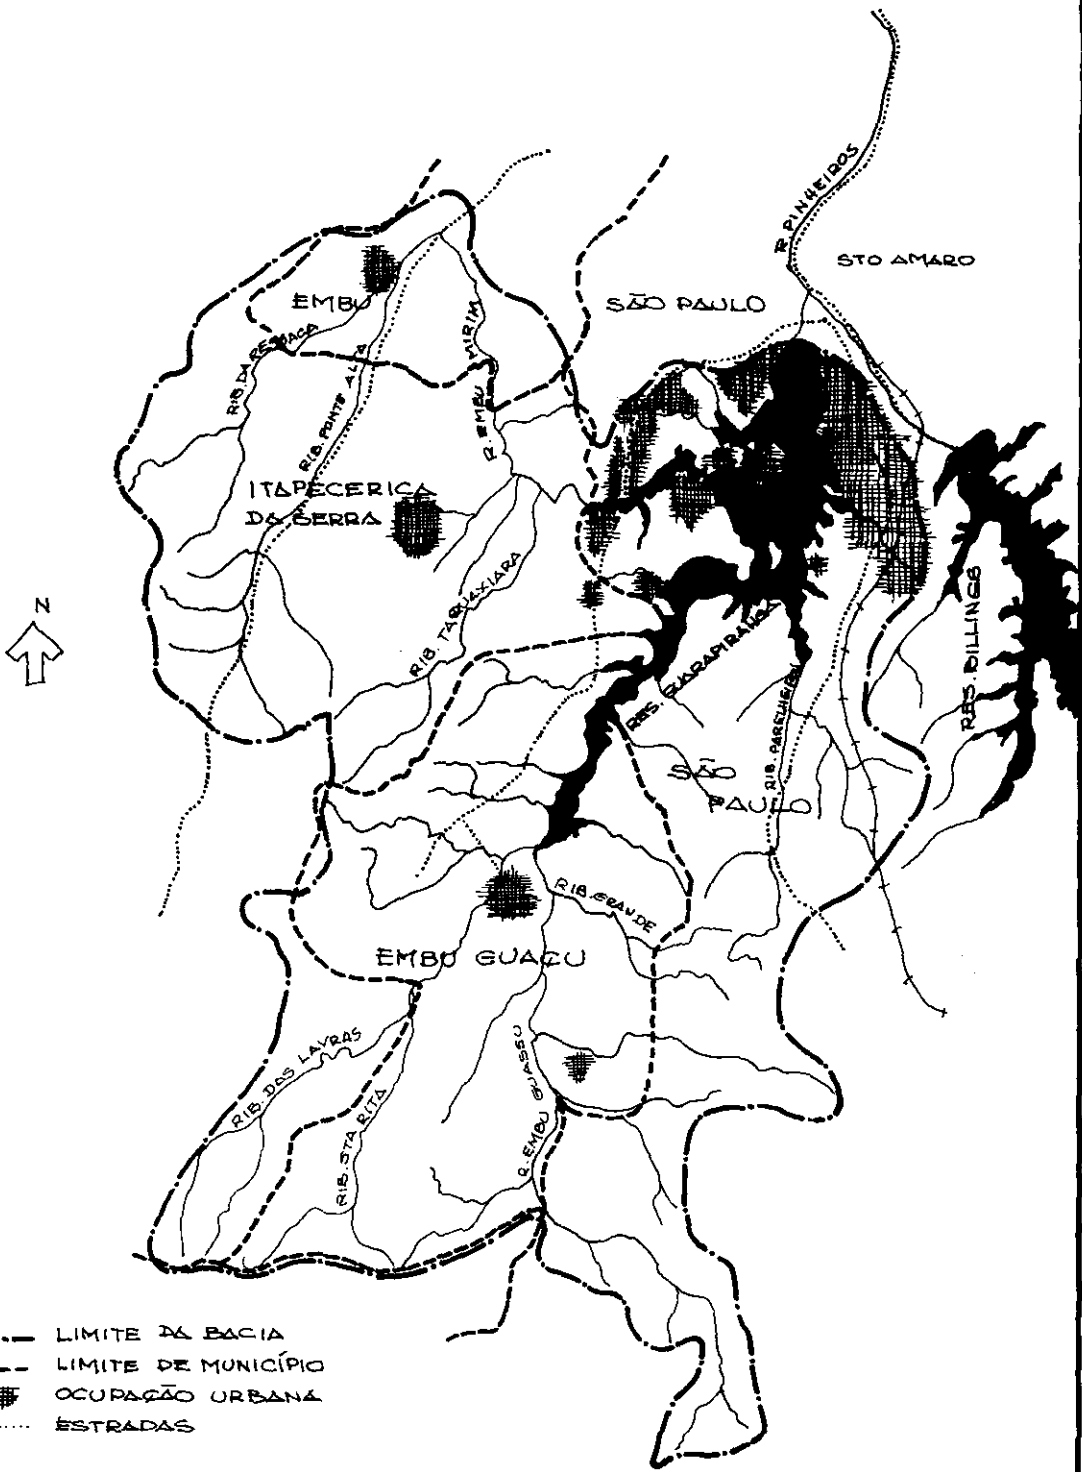 R. PINHEIROS
STO AMARO
SÃO PAULO
EMBU
RIB. DA RESSACA
RIB. PONTE ALTA
R. EMBU MIRIM
ITAPECERICA
DA SERRA
N
RIB. TAQUAXIARA
RES. GUARAPIRANGA
RES. BILLINGS
RIB. PARELHEIROS
SÃO
PAULO
RIB. GRANDE
EMBU GUAÇU
RIB. DAS LAVRAS
RIB. STA RITA
R. EMBU GUASSU
LIMITE DA BACIA
LIMITE DE MUNICÍPIO
OCUPAÇÃO URBANA
ESTRADAS